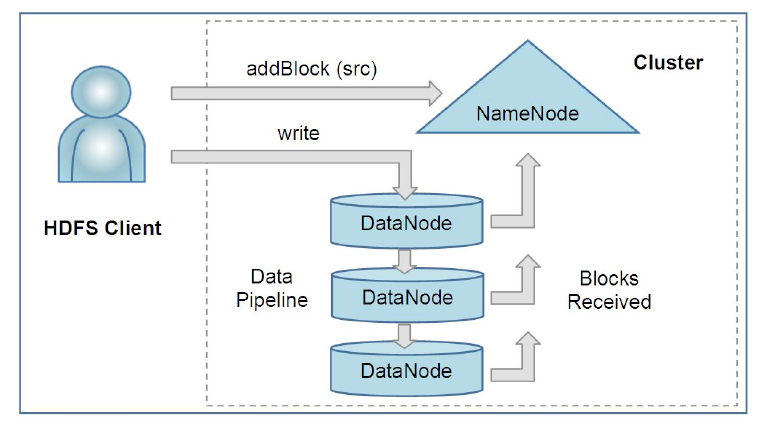 addBlock (src)
Cluster
NameNode
write
HDFS Client
DataNode
Data
Pipeline
DataNode
Blocks
Received
DataNode